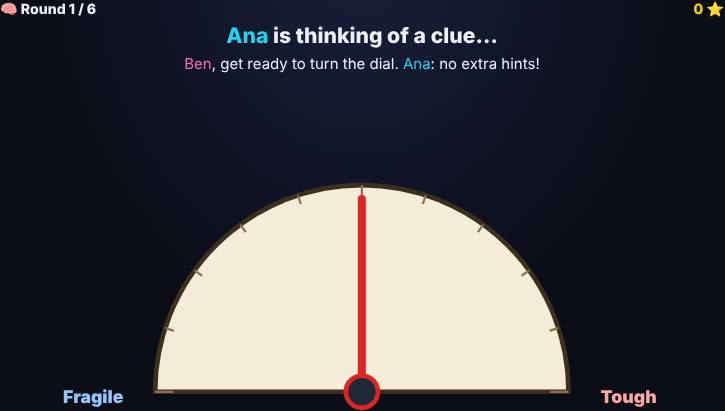 🧠 Round 1 / 6
0 ⭐
Ana is thinking of a clue...
Ben, get ready to turn the dial. Ana: no extra hints!
Fragile
Tough